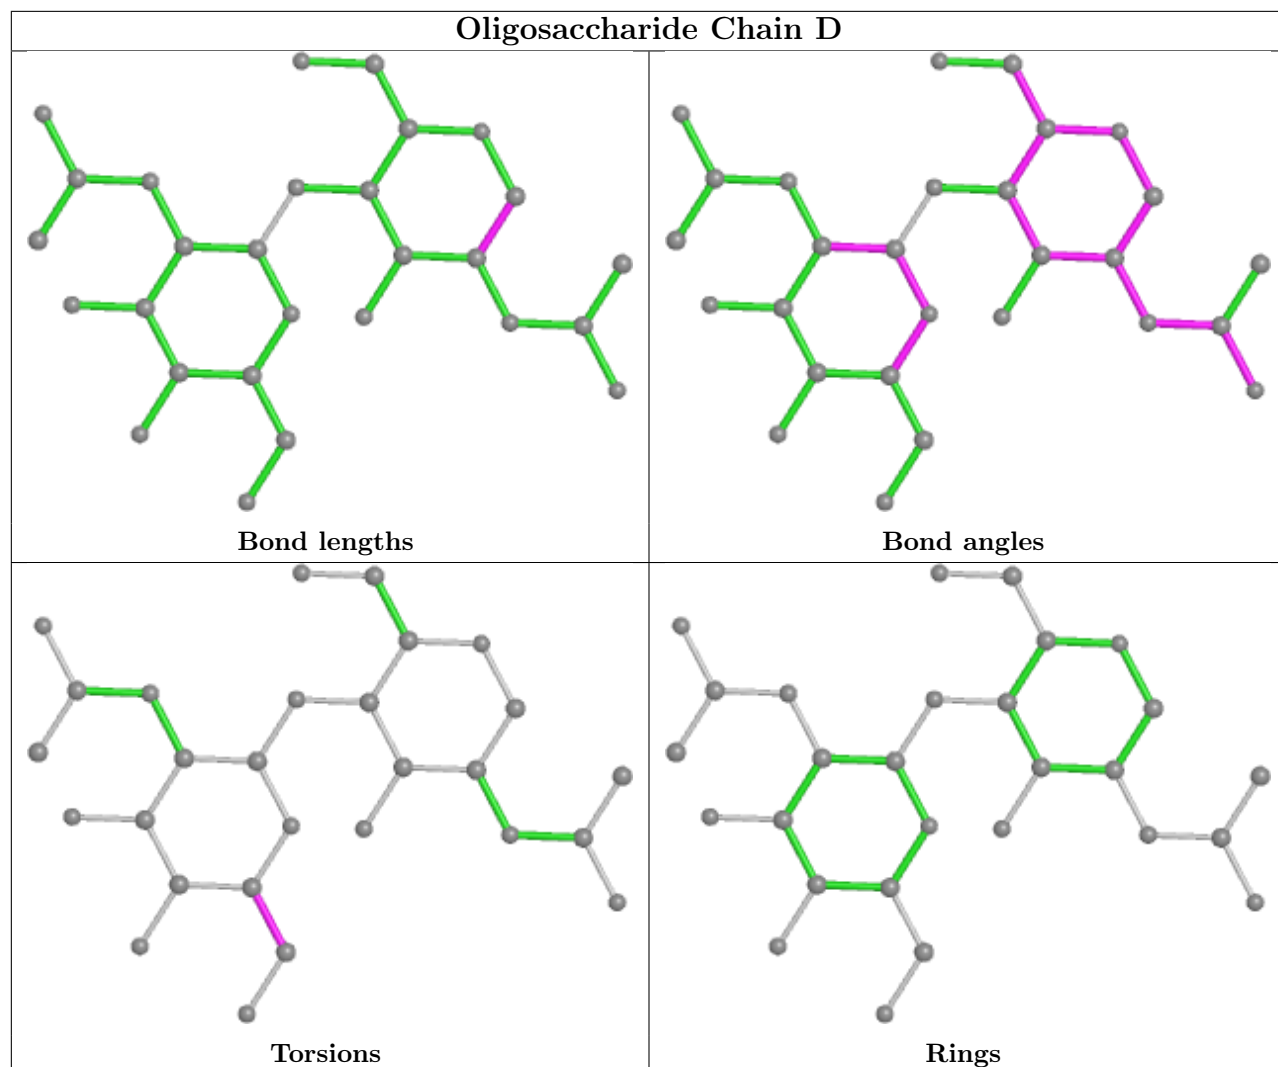 Oligosaccharide Chain D
Bond lengths
Bond angles
Torsions
Rings